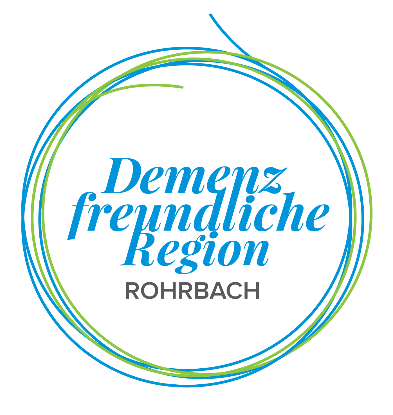 Demenz
freundliche
Region
ROHRBACH